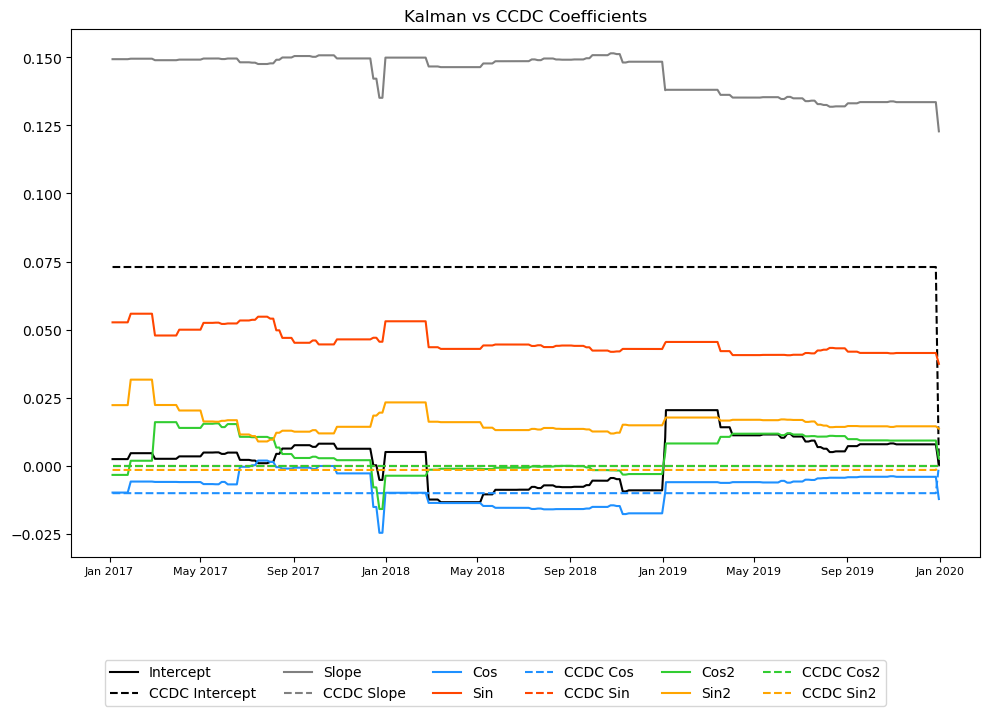 Kalman vs CCDC Coefficients
0.150
0.125
0.100
0.075
0.050
0.025
0.000
−0.025
Jan 2017 May 2017 Sep 2017 Jan 2018 May 2018 Sep 2018 Jan 2019 May 2019 Sep 2019 Jan 2020
Intercept Slope Cos CCDC Cos Cos2 CCDC Cos2
CCDC Intercept CCDC Slope Sin CCDC Sin Sin2 CCDC Sin2